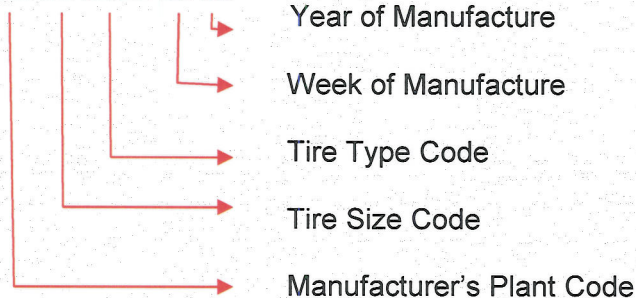 Year of Manufacture
Week of Manufacture
Tire Type Code
Tire Size Code
Manufacturer's Plant Code